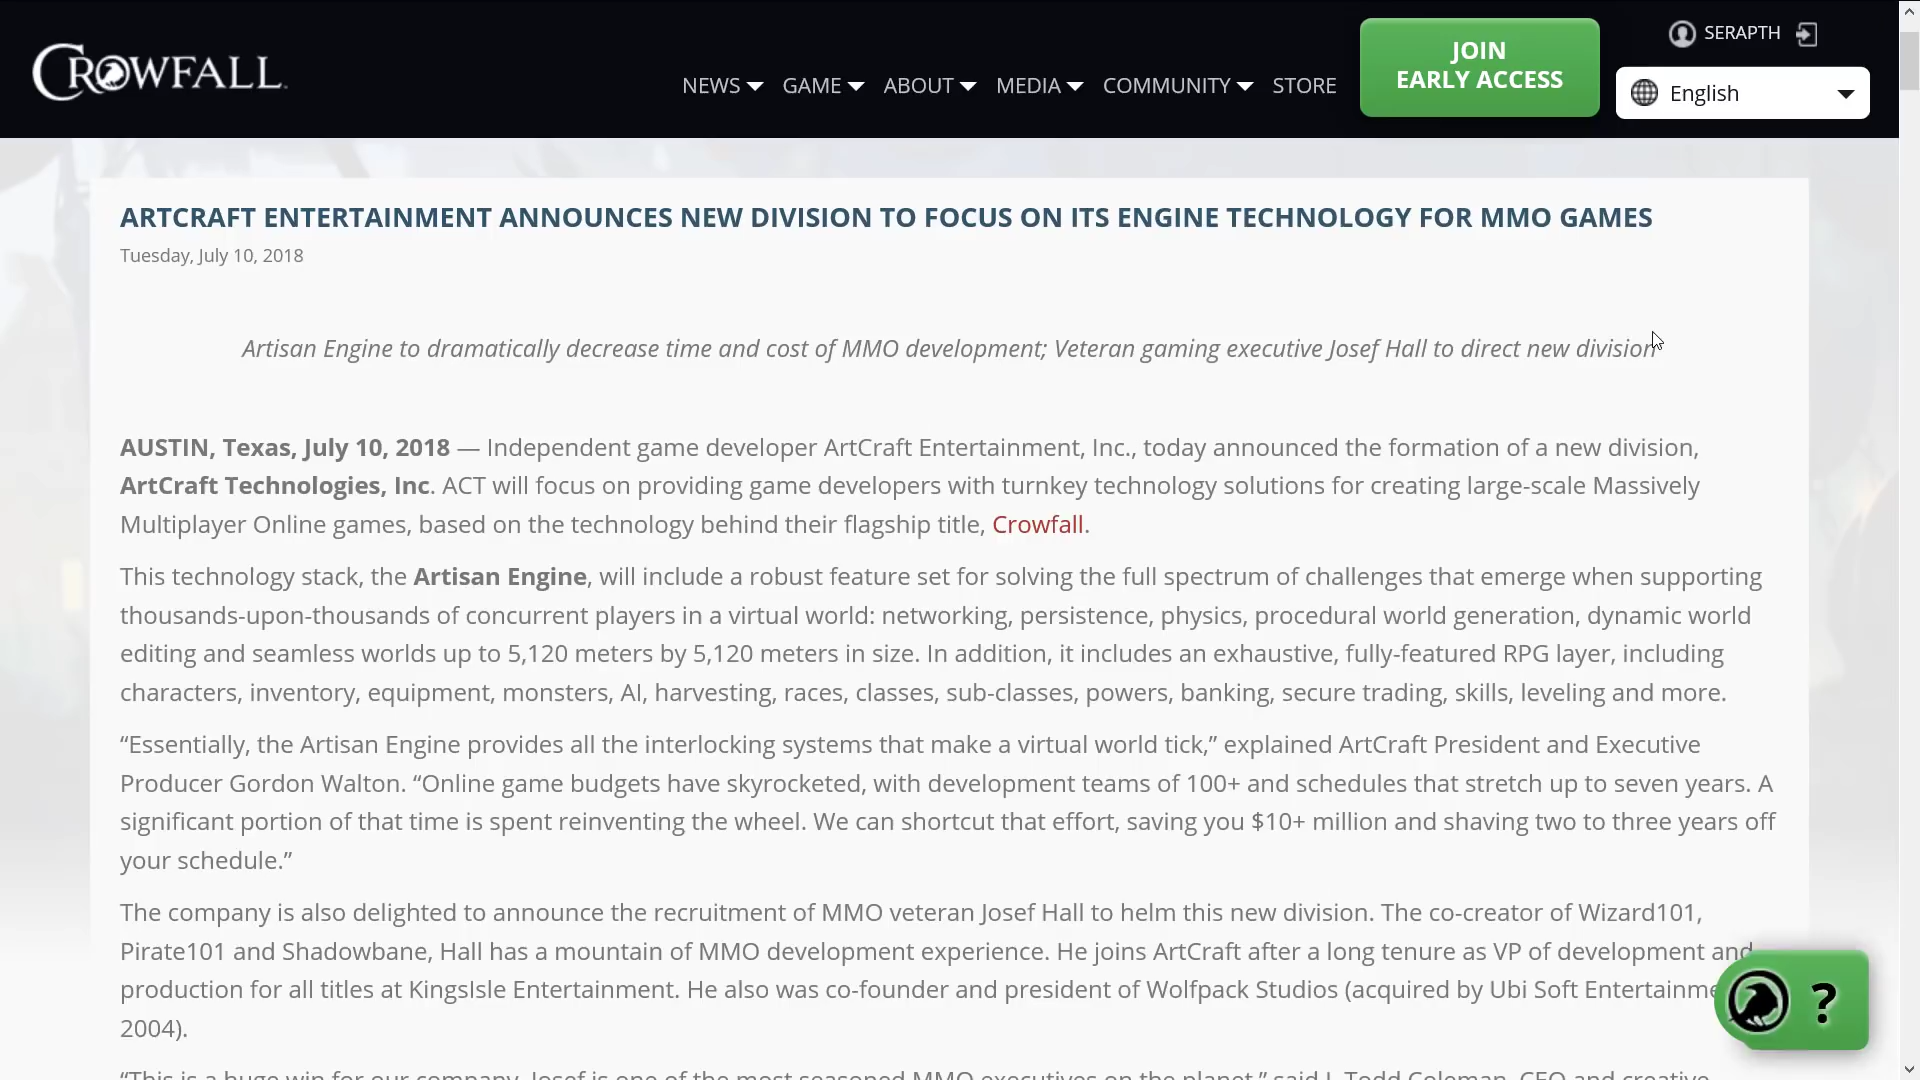 CROWFALL
NEWS GAME ABOUT MEDIA COMMUNITY STORE
JOIN
EARLY ACCESS
SERAPTH
English
ARTCRAFT ENTERTAINMENT ANNOUNCES NEW DIVISION TO FOCUS ON ITS ENGINE TECHNOLOGY FOR MMO GAMES
Tuesday, July 10, 2018
Artisan Engine to dramatically decrease time and cost of MMO development; Veteran gaming executive Josef Hall to direct new division
AUSTIN, Texas, July 10, 2018 — Independent game developer ArtCraft Entertainment, Inc., today announced the formation of a new division,
ArtCraft Technologies, Inc. ACT will focus on providing game developers with turnkey technology solutions for creating large-scale Massively
Multiplayer Online games, based on the technology behind their flagship title, Crowfall.
This technology stack, the Artisan Engine, will include a robust feature set for solving the full spectrum of challenges that emerge when supporting
thousands-upon-thousands of concurrent players in a virtual world: networking, persistence, physics, procedural world generation, dynamic world
editing and seamless worlds up to 5,120 meters by 5,120 meters in size. In addition, it includes an exhaustive, fully-featured RPG layer, including
characters, inventory, equipment, monsters, AI, harvesting, races, classes, sub-classes, powers, banking, secure trading, skills, leveling and more.
“Essentially, the Artisan Engine provides all the interlocking systems that make a virtual world tick,” explained ArtCraft President and Executive
Producer Gordon Walton. “Online game budgets have skyrocketed, with development teams of 100+ and schedules that stretch up to seven years. A
significant portion of that time is spent reinventing the wheel. We can shortcut that effort, saving you $10+ million and shaving two to three years off
your schedule.”
The company is also delighted to announce the recruitment of MMO veteran Josef Hall to helm this new division. The co-creator of Wizard101,
Pirate101 and Shadowbane, Hall has a mountain of MMO development experience. He joins ArtCraft after a long tenure as VP of development and
production for all titles at KingsIsle Entertainment. He also was co-founder and president of Wolfpack Studios (acquired by Ubi Soft Entertainme
2004).
“This is a huge win for our company. Josef is one of the most seasoned MMO executives on the planet,” said J. Todd Coleman, CEO and creative
?